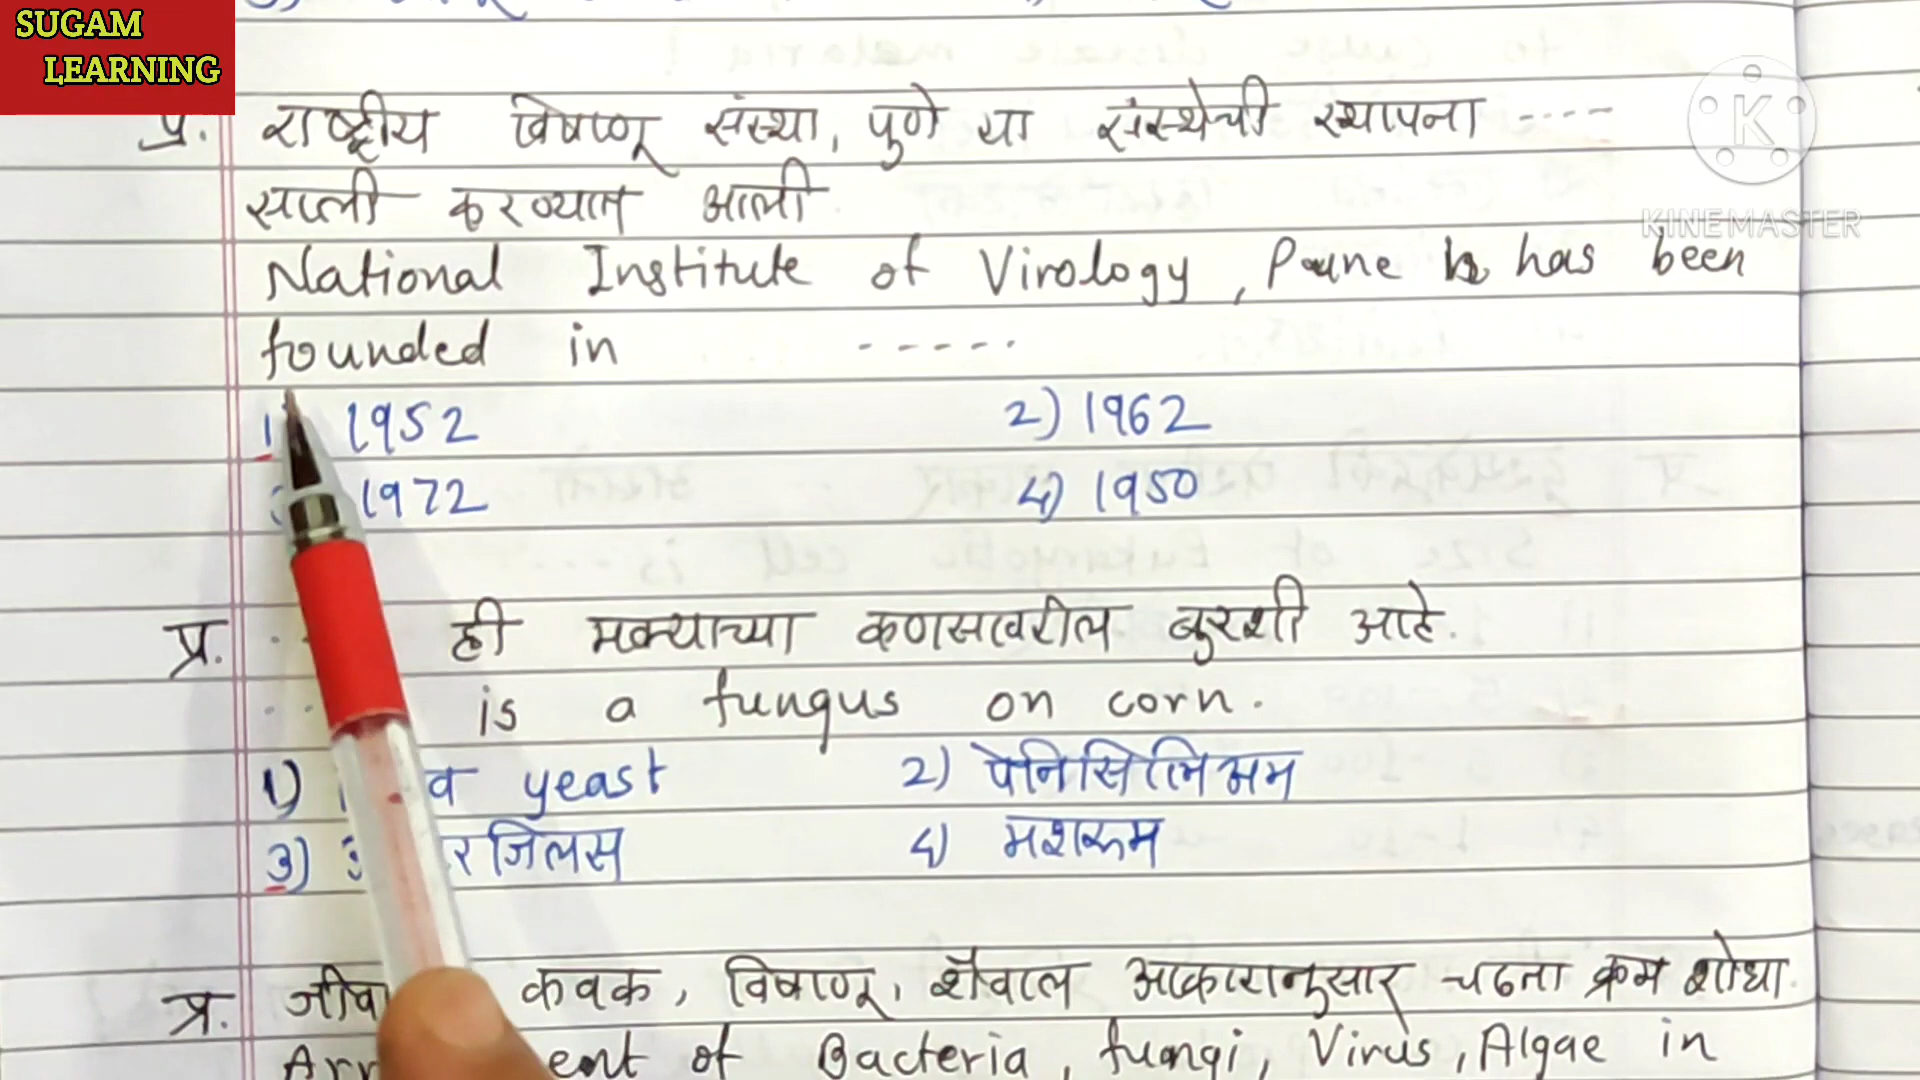 SUGAM
LEARNING
प्र. राष्ट्रीय विषाणू संस्था, पुणे या संस्थेची स्थापना ----
साली करण्यात आली
National Institute of Virology, Pune has been
founded in -----
1) 1952 2) 1962
1972 4) 1950
प्र. ही मक्याच्या कणसावरील बुरशी आहे.
is a fungus on corn.
1) व yeast 2) पेनिसिलिअम
3) रजिलस 4) मशरूम
प्र. कवक, विषाणू, शैवाल आकारानुसार चढता क्रम शोधा.
of Bacteria, fungi, Virus, Algae in
K
KINEMASTER